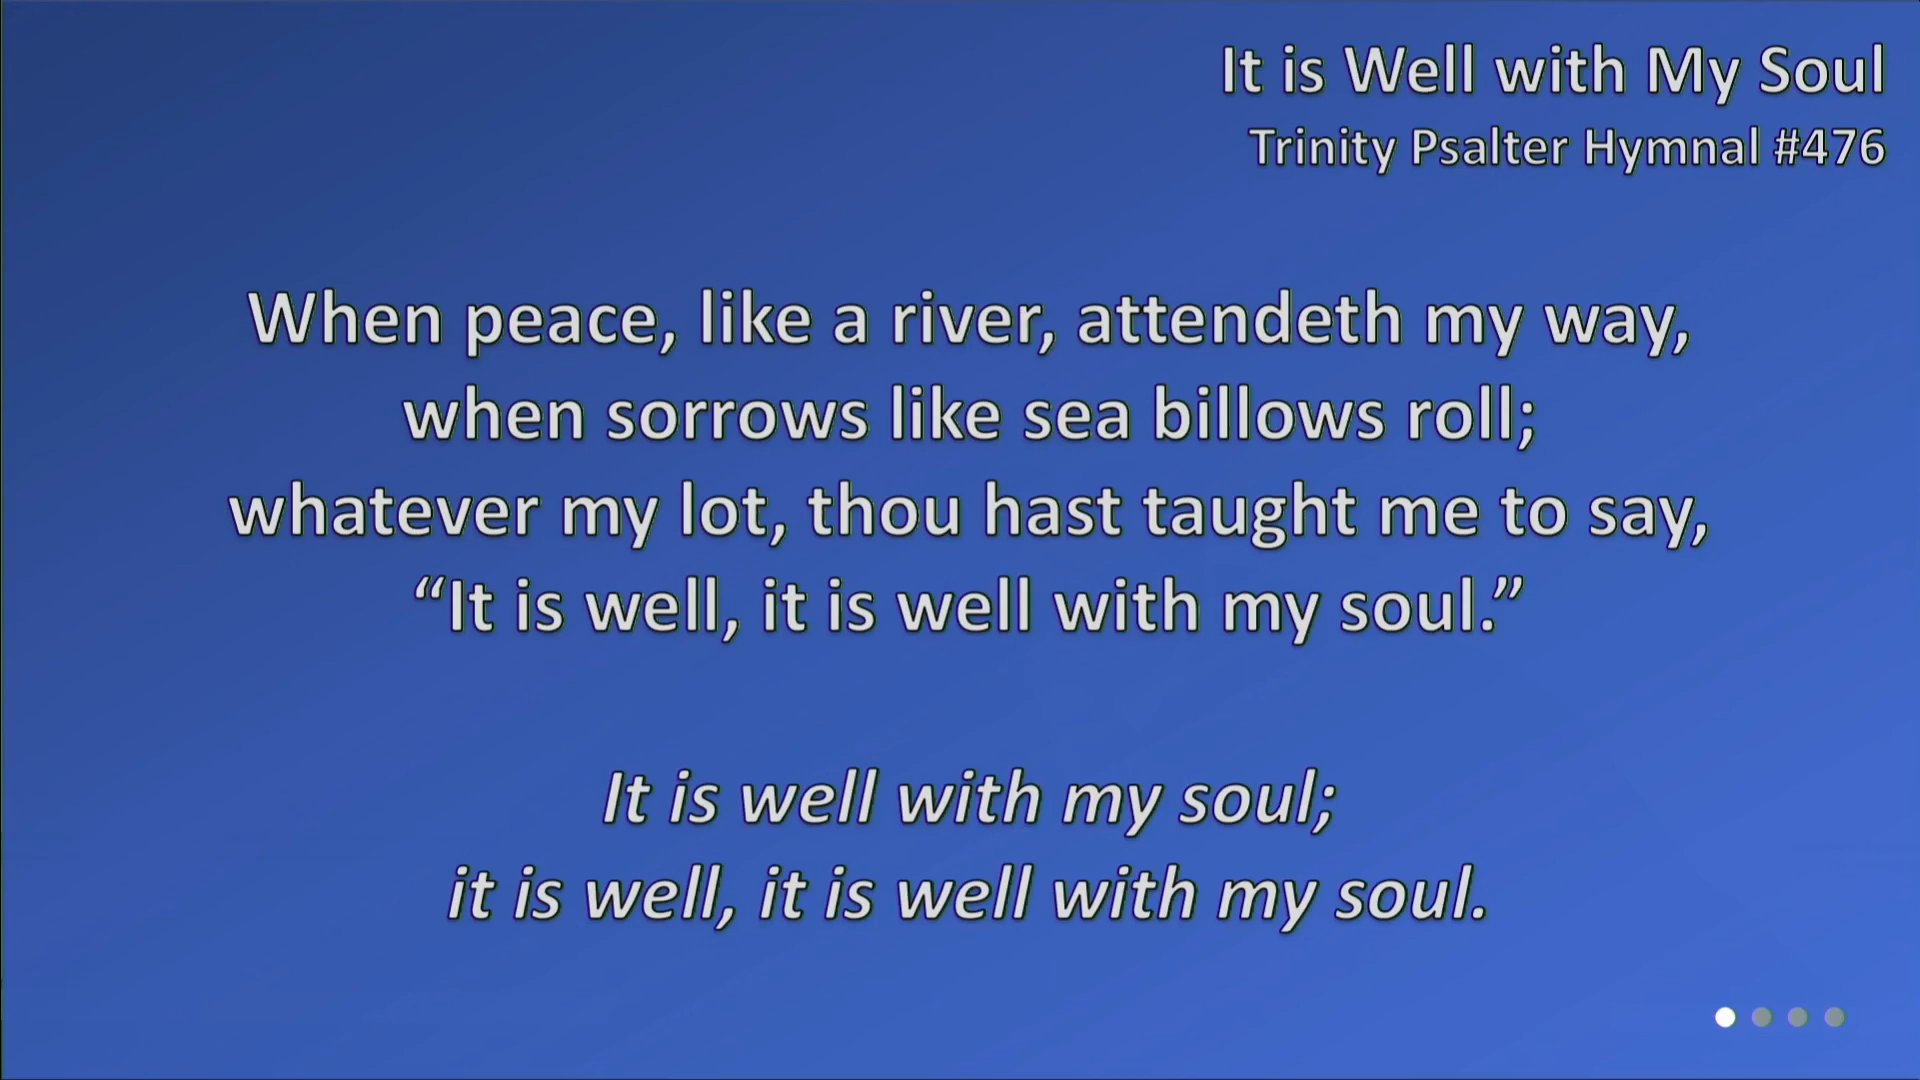 It is Well with My Soul
Trinity Psalter Hymnal #476
When peace, like a river, attendeth my way,
when sorrows like sea billows roll;
whatever my lot, thou hast taught me to say,
“It is well, it is well with my soul.”
It is well with my soul;
it is well, it is well with my soul.